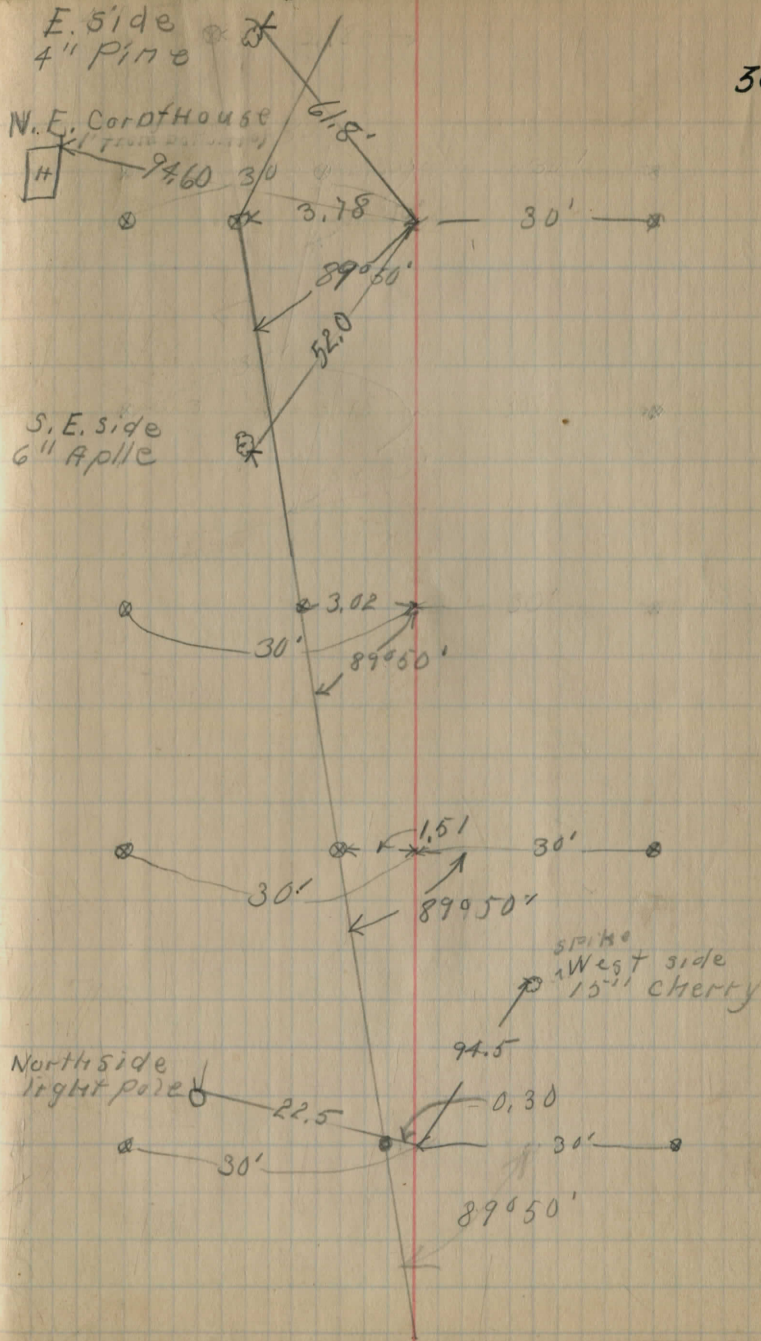 E. side
4" Pine
61.8'
N.E. Cor of House
H
94.60
3.78
30'
89°50'
52.0
S.E. side
6" Aplle
3.02
30'
89°50'
1.51
30'
30'
89°50"
spike
West side
15" Cherry
94.5
North side
light pole
22.5
0.30
30'
30'
89°50'